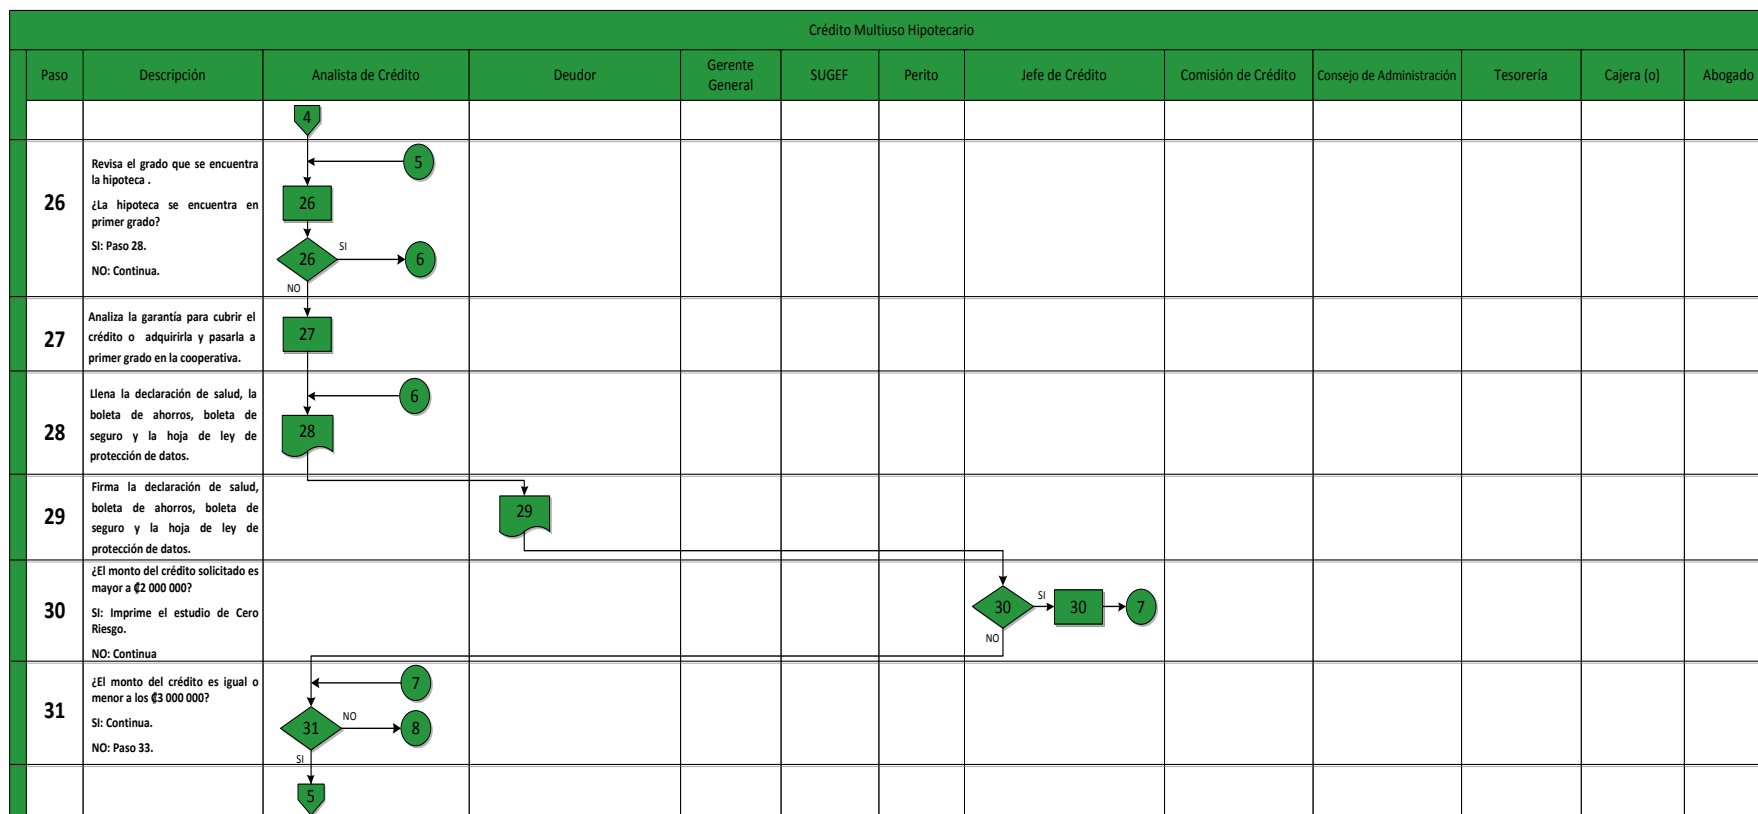 Crédito Multiuso Hipotecario
Paso
Descripción
Analista de Crédito
Deudor
Gerente
General
SUGEF
Perito
Jefe de Crédito
Comisión de Crédito
Consejo de Administración
Tesorería
Cajera (o)
Abogado
4
26
Revisa el grado que se encuentra
la hipoteca .
¿La hipoteca se encuentra en
primer grado?
SI: Paso 28.
NO: Continua.
5
26
26
SI
6
NO
27
Analiza la garantía para cubrir el
crédito o adquirirla y pasarla a
primer grado en la cooperativa.
27
28
Llena la declaración de salud, la
boleta de ahorros, boleta de
seguro y la hoja de ley de
protección de datos.
6
28
29
Firma la declaración de salud,
boleta de ahorros, boleta de
seguro y la hoja de ley de
protección de datos.
29
30
¿El monto del crédito solicitado es
mayor a ₡2 000 000?
SI: Imprime el estudio de Cero
Riesgo.
NO: Continua
30
SI
30
7
NO
31
¿El monto del crédito es igual o
menor a los ₡3 000 000?
SI: Continua.
NO: Paso 33.
7
31
NO
8
SI
5